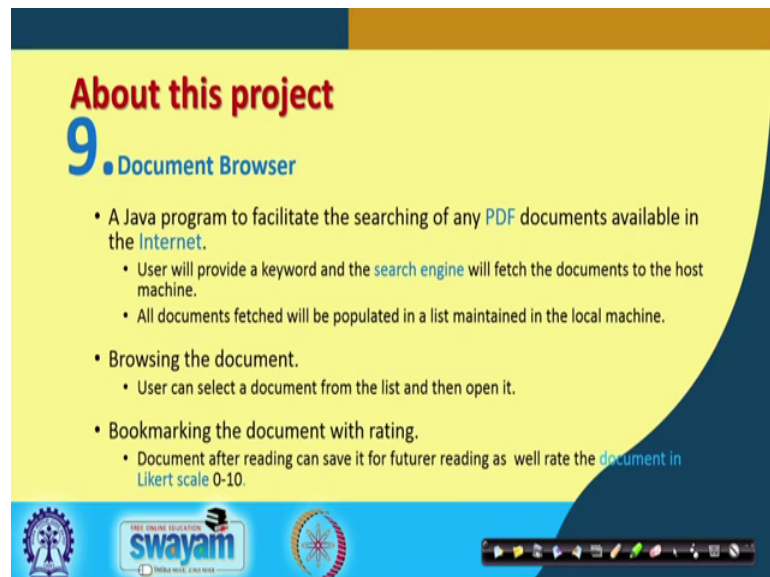 About this project
9. Document Browser
• A Java program to facilitate the searching of any PDF documents available in
the Internet.
• User will provide a keyword and the search engine will fetch the documents to the host
machine.
• All documents fetched will be populated in a list maintained in the local machine.
• Browsing the document.
• User can select a document from the list and then open it.
• Bookmarking the document with rating.
• Document after reading can save it for futurer reading as well rate the document in
Likert scale 0-10.
FREE ONLINE EDUCATION
swayam